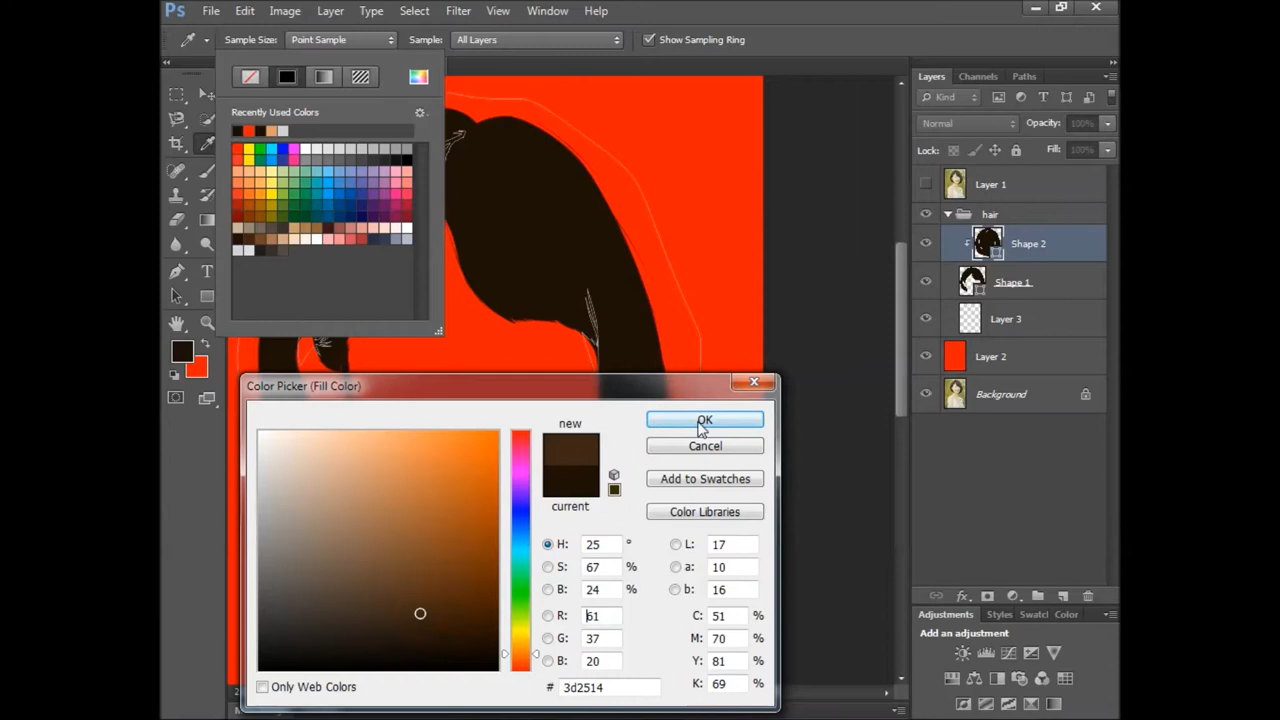 Ps File Edit Image Layer Type Select Filter View Window Help
Sample Size: Point Sample Sample: All Layers Show Sampling Ring
Recently Used Colors
Layers Channels Paths
Kind
Normal Opacity: 100%
Lock: Fill: 100%
Layer 1
hair
Shape 2
Shape 1
Layer 3
Layer 2
Background
Color Picker (Fill Color)
new
current
OK
Cancel
Add to Swatches
Color Libraries
H: 25 ° L: 17
S: 67 % a: 10
B: 24 % b: 16
R: 61 C: 51 %
G: 37 M: 70 %
B: 20 Y: 81 %
# 3d2514 K: 69 %
Only Web Colors
Adjustments Styles Swatcl Color
Add an adjustment